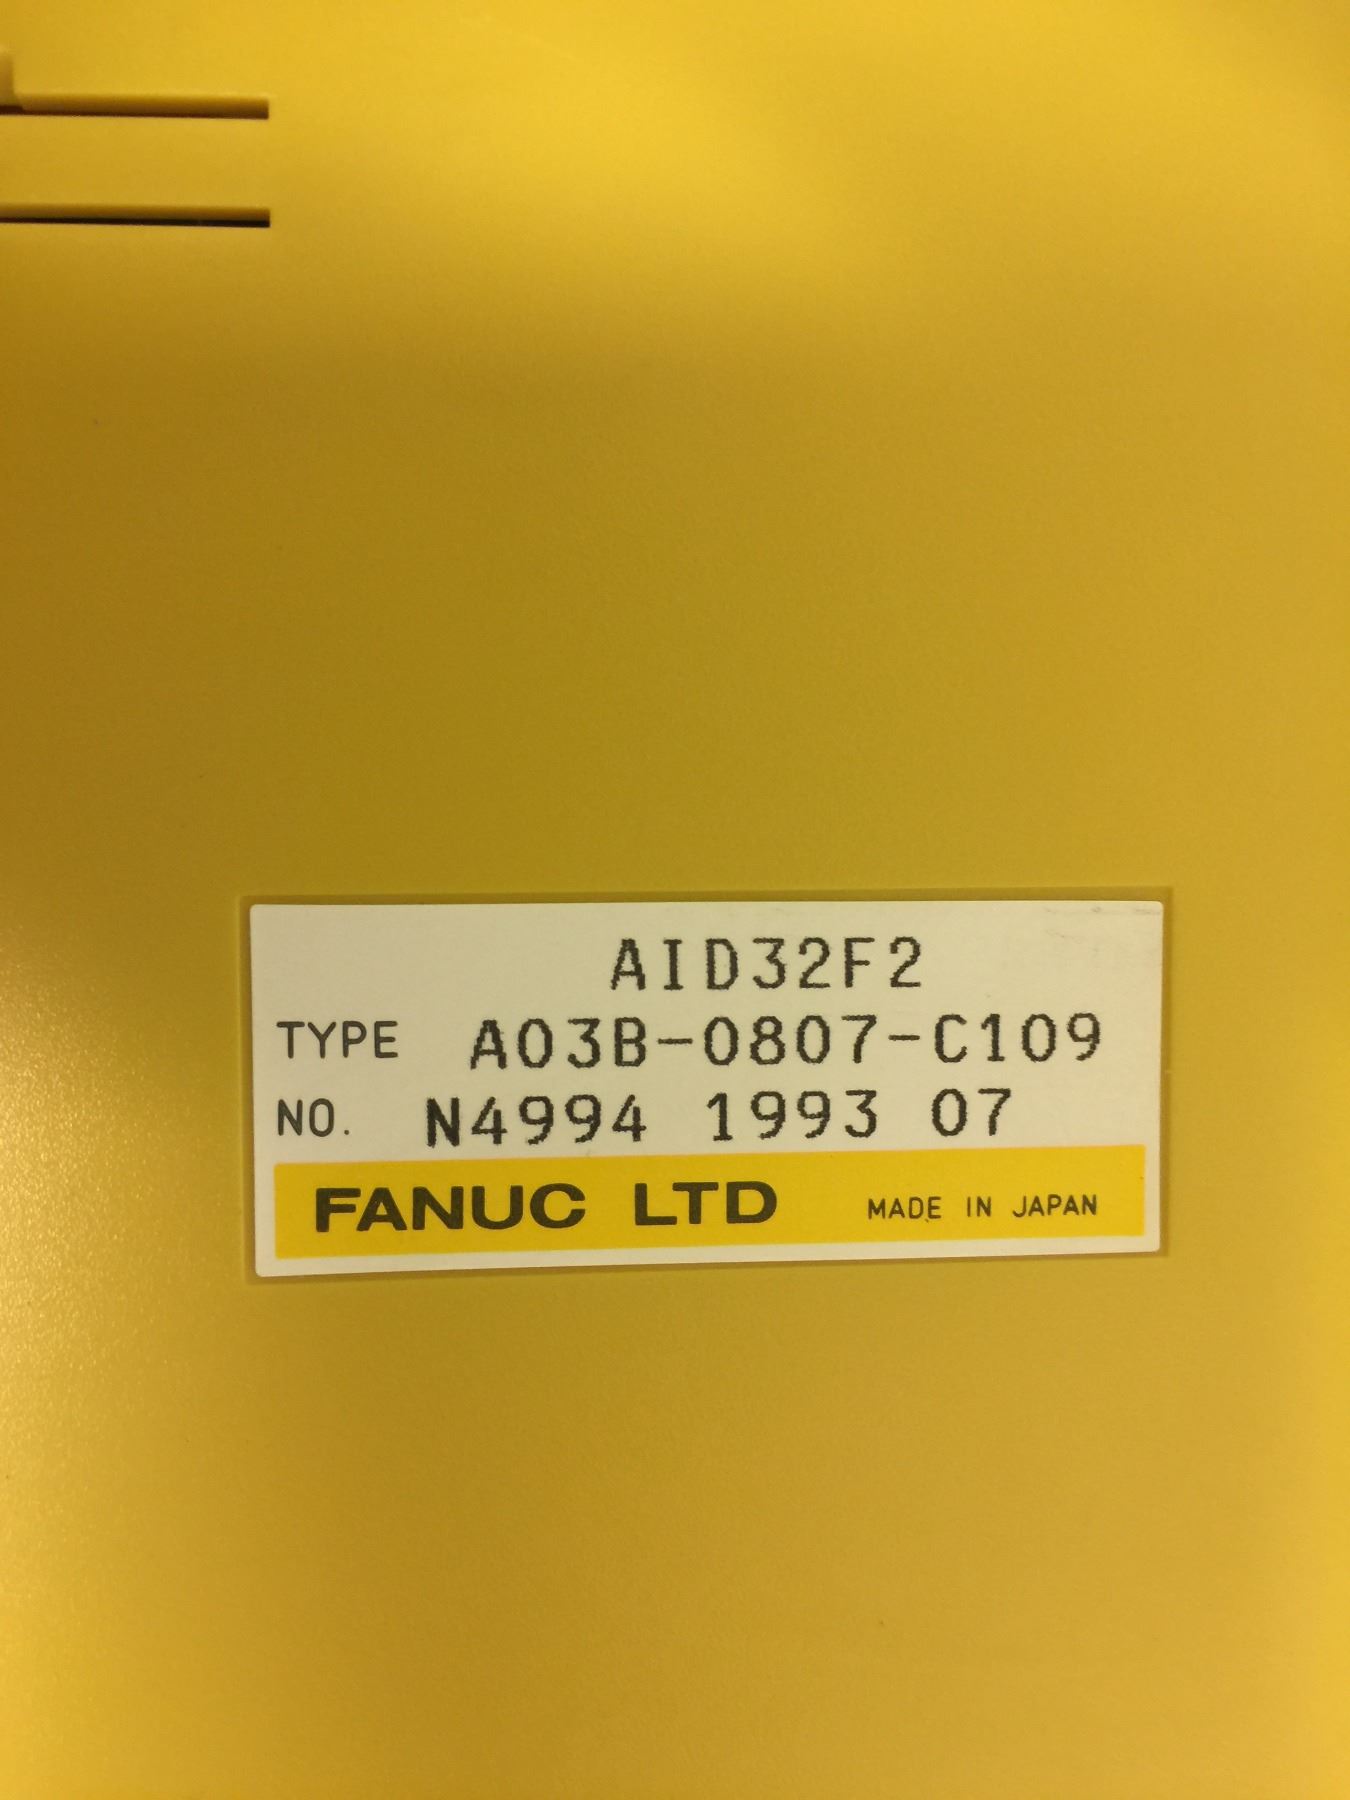 AID32F2
TYPE A03B-0807-C109
NO. N4994 1993 07
FANUC LTD MADE IN JAPAN